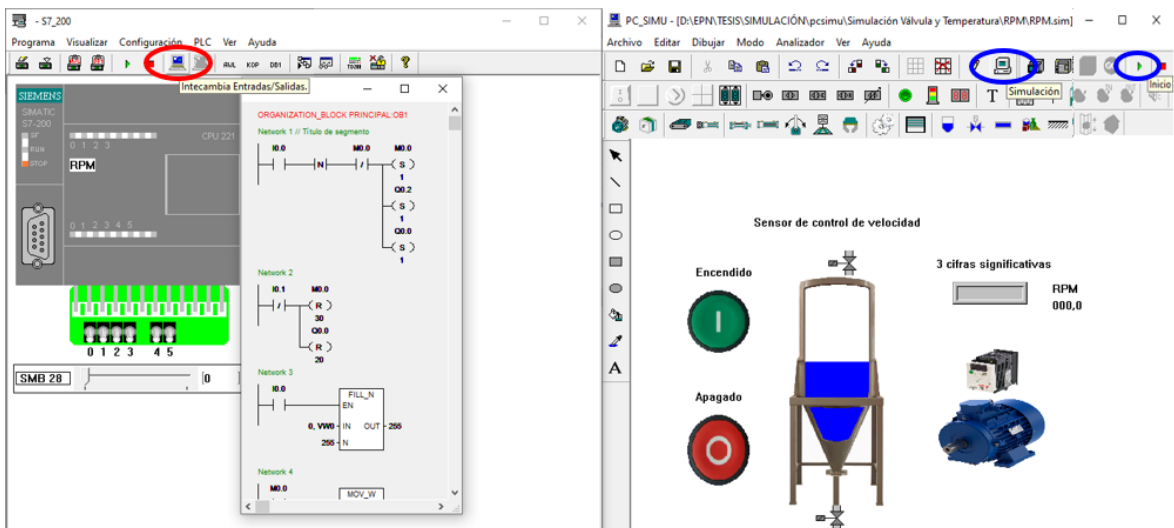 - S7_200
Programa Visualizar Configuración PLC Ver Ayuda
AWL KOP DB1
Intecambia Entradas/Salidas.
SIEMENS
SIMATIC
S7-200
SF
RUN
STOP
CPU 221
0 1 2 3
RPM
0 1 2 3 4 5
0 1 2 3 4 5
SMB 28
0
ORGANIZATION_BLOCK PRINCIPAL:OB1
Network 1 // Título de segmento
I0.0 M0.0 M0.0
N / S
1
Q0.2
S
1
Q0.0
S
1
Network 2
I0.1 M0.0
/ R
30
Q0.0
R
20
Network 3
I0.0
FILL_N
EN
0, VW0 IN OUT 255
255 N
Network 4
M0.0
MOV_W
PC_SIMU - [D:\EPN\TESIS\SIMULACIÓN\pcsimu\Simulación Válvula y Temperatura\RPM\RPM.sim]
Archivo Editar Dibujar Modo Analizador Ver Ayuda
Simulación
Inicio
T
A
Sensor de control de velocidad
Encendido
Apagado
3 cifras significativas
RPM
000,0